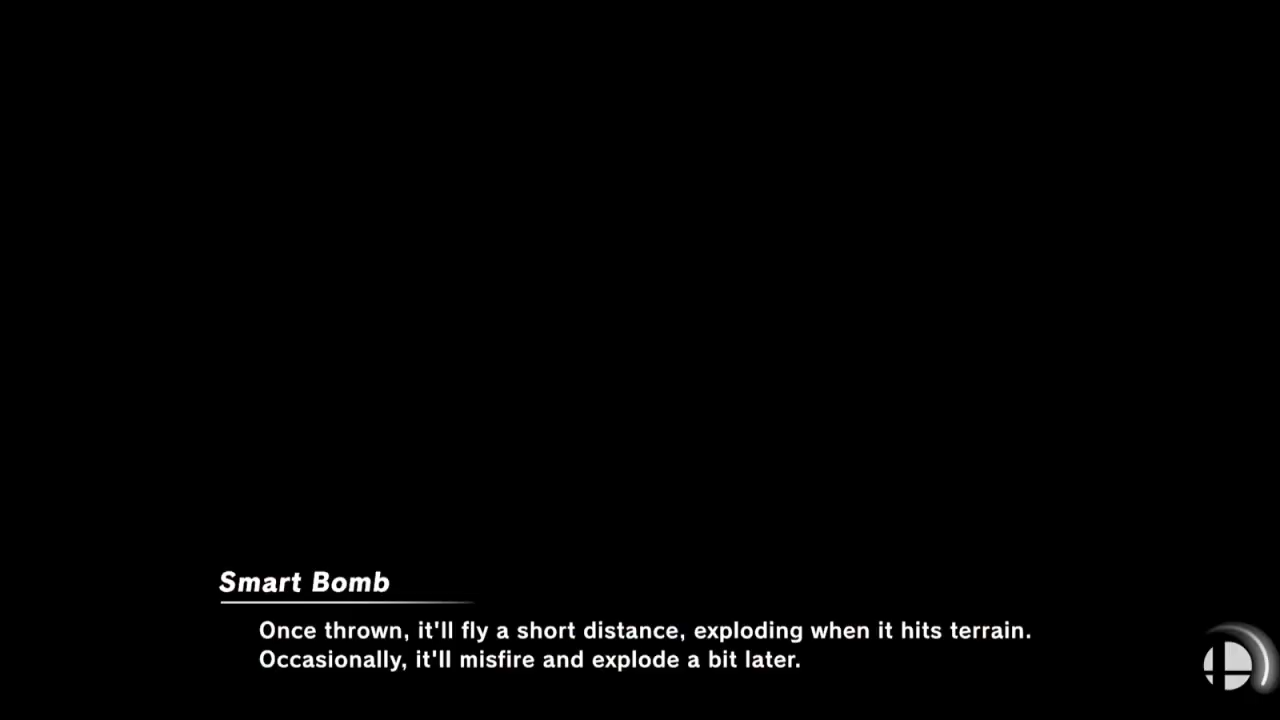 Smart Bomb
Once thrown, it'll fly a short distance, exploding when it hits terrain.
Occasionally, it'll misfire and explode a bit later.